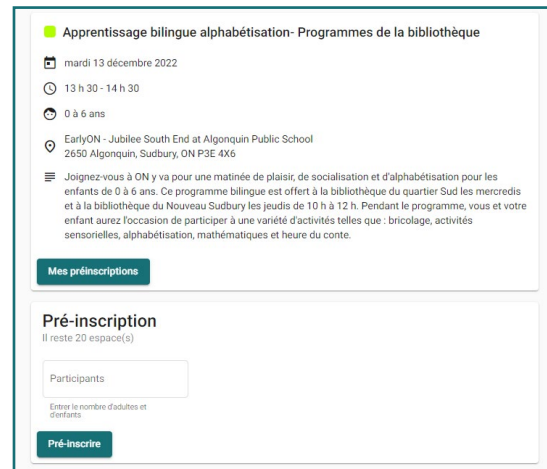 Apprentissage bilingue alphabétisation- Programmes de la bibliothèque
mardi 13 décembre 2022
13 h 30 - 14 h 30
0 à 6 ans
EarlyON - Jubilee South End at Algonquin Public School
2650 Algonquin, Sudbury, ON P3E 4X6
Joignez-vous à ON y va pour une matinée de plaisir, de socialisation et d'alphabétisation pour les
enfants de 0 à 6 ans. Ce programme bilingue est offert à la bibliothèque du quartier Sud les mercredis
et à la bibliothèque du Nouveau Sudbury les jeudis de 10 h à 12 h. Pendant le programme, vous et votre
enfant aurez l'occasion de participer à une variété d'activités telles que : bricolage, activités
sensorielles, alphabétisation, mathématiques et heure du conte.
Mes préinscriptions
Pré-inscription
Il reste 20 espace(s)
Participants
Entrer le nombre d'adultes et
d'enfants
Pré-inscrire